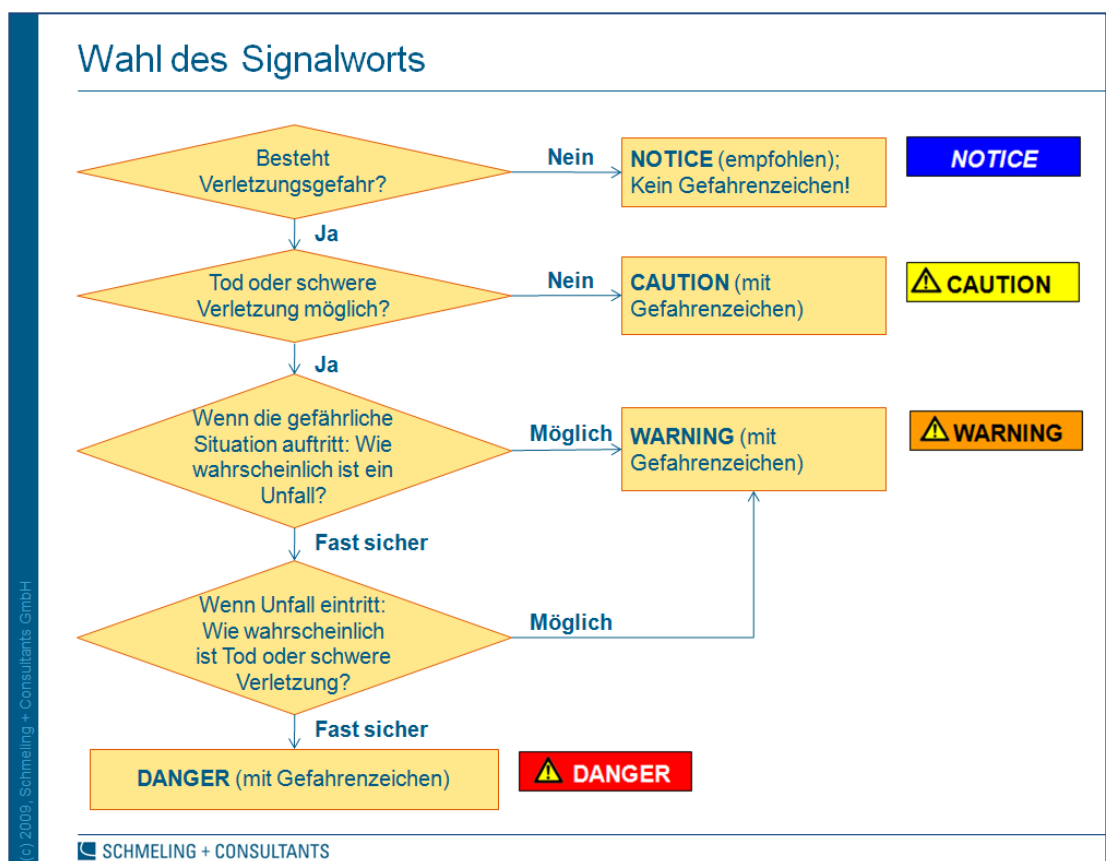 Wahl des Signalworts
Besteht
Verletzungsgefahr?
Nein
NOTICE (empfohlen);
Kein Gefahrenzeichen!
NOTICE
Ja
Tod oder schwere
Verletzung möglich?
Nein
CAUTION (mit
Gefahrenzeichen)
CAUTION
Ja
Wenn die gefährliche
Situation auftritt: Wie
wahrscheinlich ist ein
Unfall?
Möglich
WARNING (mit
Gefahrenzeichen)
WARNING
Fast sicher
Wenn Unfall eintritt:
Wie wahrscheinlich
ist Tod oder schwere
Verletzung?
Möglich
Fast sicher
DANGER (mit Gefahrenzeichen)
DANGER
(c) 2009, Schmeling + Consultants GmbH
SCHMELING + CONSULTANTS